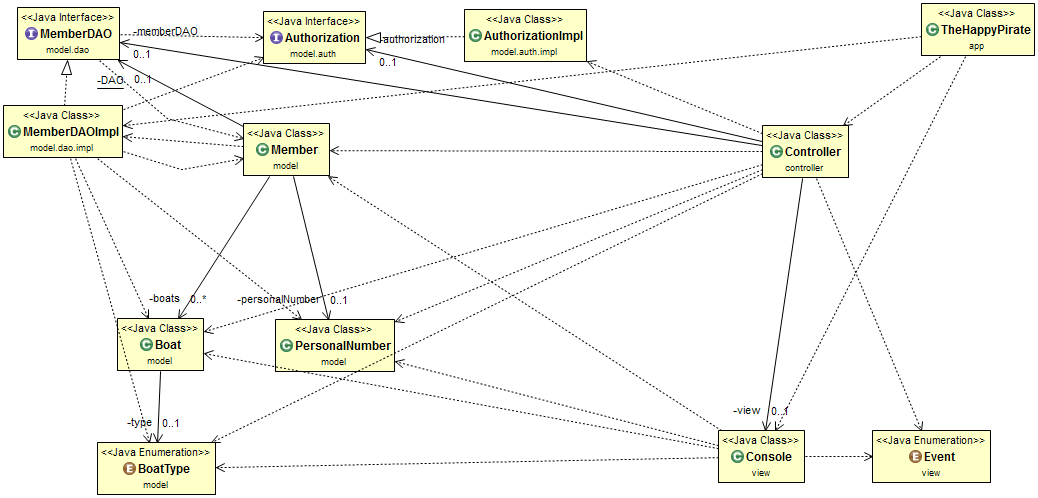 <<Java Interface>>
MemberDAO
model.dao
-memberDAO
0..1
<<Java Interface>>
Authorization
model.auth
-authorization
0..1
<<Java Class>>
AuthorizationImpl
model.auth.impl
<<Java Class>>
TheHappyPirate
app
-DAO
0..1
<<Java Class>>
MemberDAOImpl
model.dao.impl
<<Java Class>>
Member
model
<<Java Class>>
Controller
controller
-boats
0..*
-personalNumber
0..1
<<Java Class>>
Boat
model
<<Java Class>>
PersonalNumber
model
-type
0..1
-view
0..1
<<Java Enumeration>>
BoatType
model
<<Java Class>>
Console
view
<<Java Enumeration>>
Event
view